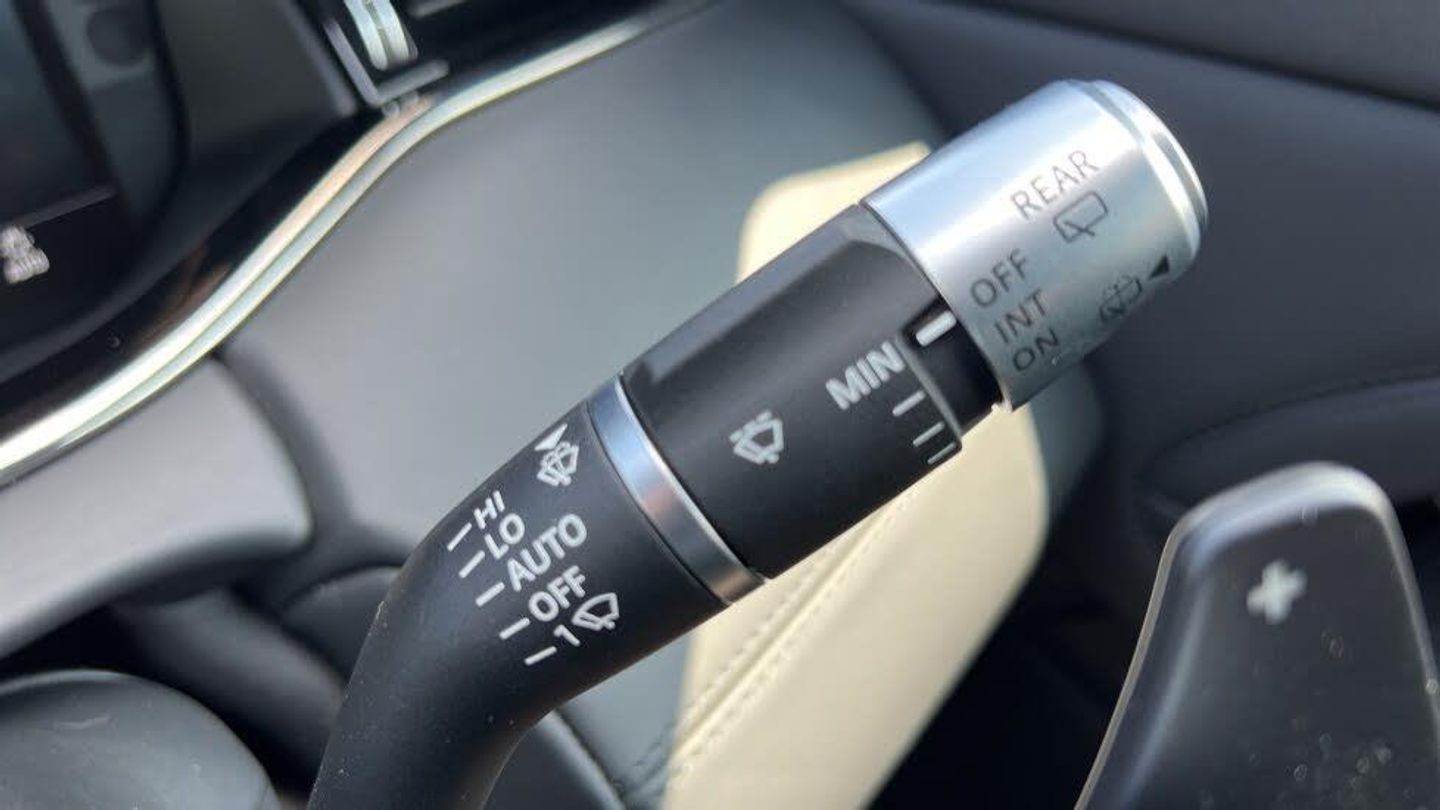 REAR
OFF
INT
ON
MIN
HI
LO
AUTO
OFF
1
+